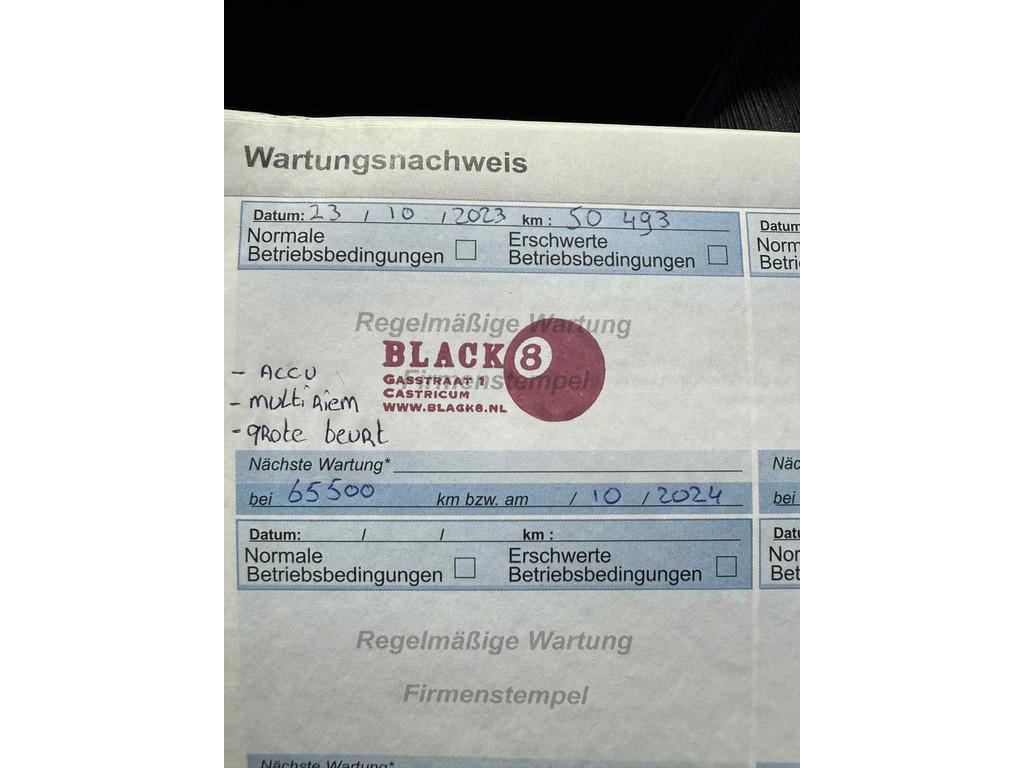 Wartungsnachweis
Datum: 23 / 10 / 2023 km : 50 493
Normale Betriebsbedingungen
Erschwerte Betriebsbedingungen
Regelmäßige Wartung
BLACK 8
Firmenstempel
GASSTRAAT 1
CASTRICUM
WWW.BLACK8.NL
- ACCU
- multi Riem
- gRote beuRt
Nächste Wartung*
bei 65500 km bzw. am / 10 / 2024
Datum: / / km :
Normale Betriebsbedingungen
Erschwerte Betriebsbedingungen
Regelmäßige Wartung
Firmenstempel
Nächste Wartung*
Datum
Norm
Betri
Näc
bei
Datu
Nor
Bet